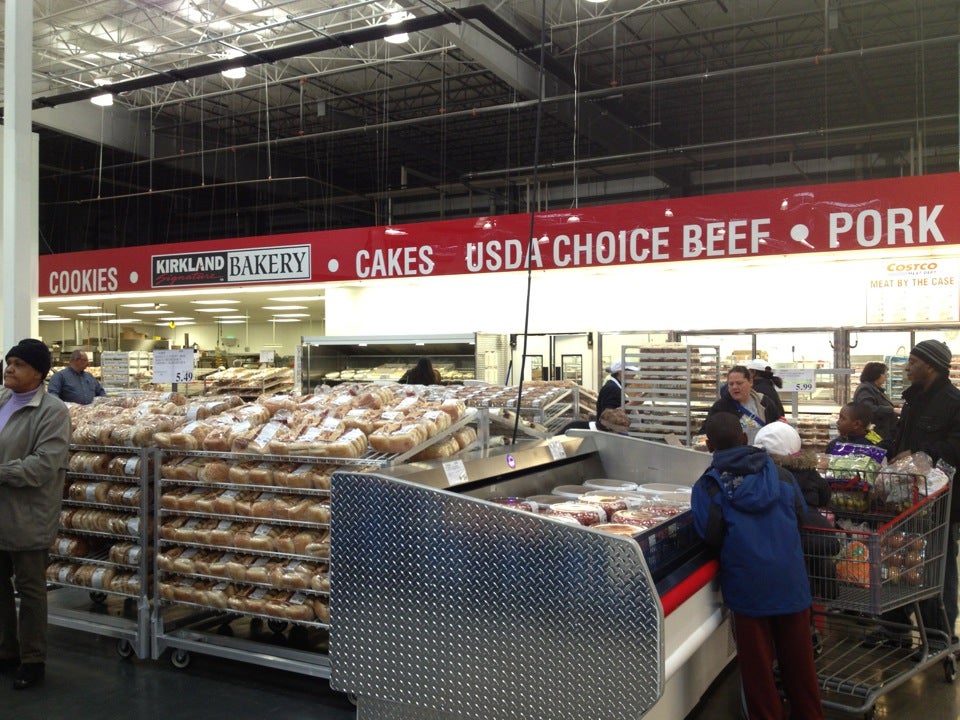 COOKIES • KIRKLAND Signature BAKERY • CAKES USDA CHOICE BEEF • PORK
COSTCO
MEAT BY THE CASE
5.49
5.99